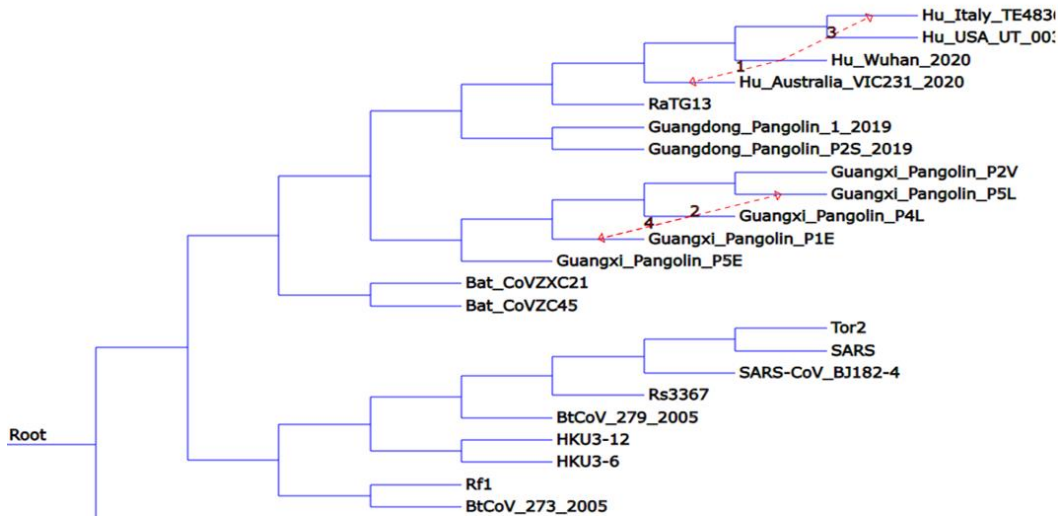 Hu_Italy_TE483
3
Hu_USA_UT_00
Hu_Wuhan_2020
1
Hu_Australia_VIC231_2020
RaTG13
Guangdong_Pangolin_1_2019
Guangdong_Pangolin_P2S_2019
Guangxi_Pangolin_P2V
Guangxi_Pangolin_P5L
2
Guangxi_Pangolin_P4L
4
Guangxi_Pangolin_P1E
Guangxi_Pangolin_P5E
Bat_CoVZXC21
Bat_CoVZC45
Tor2
SARS
SARS-CoV_BJ182-4
Rs3367
BtCoV_279_2005
Root
HKU3-12
HKU3-6
Rf1
BtCoV_273_2005